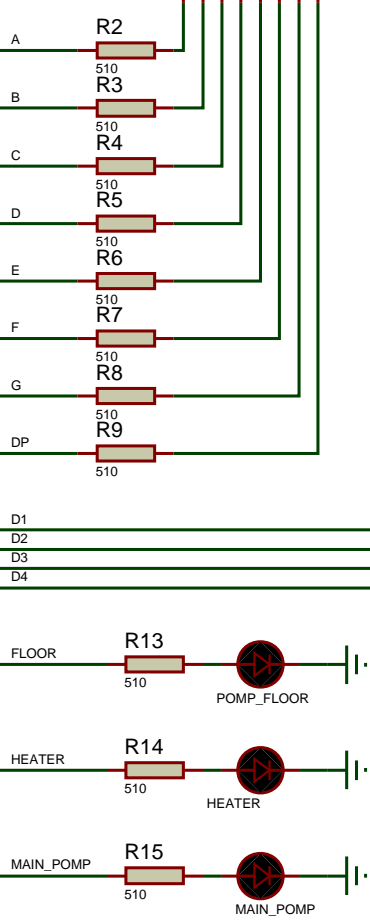 R2
A
510
R3
B
510
R4
C
510
R5
D
510
R6
E
510
R7
F
510
R8
G
510
R9
DP
510
D1
D2
D3
D4
R13
FLOOR
510
POMP_FLOOR
R14
HEATER
510
HEATER
R15
MAIN_POMP
510
MAIN_POMP